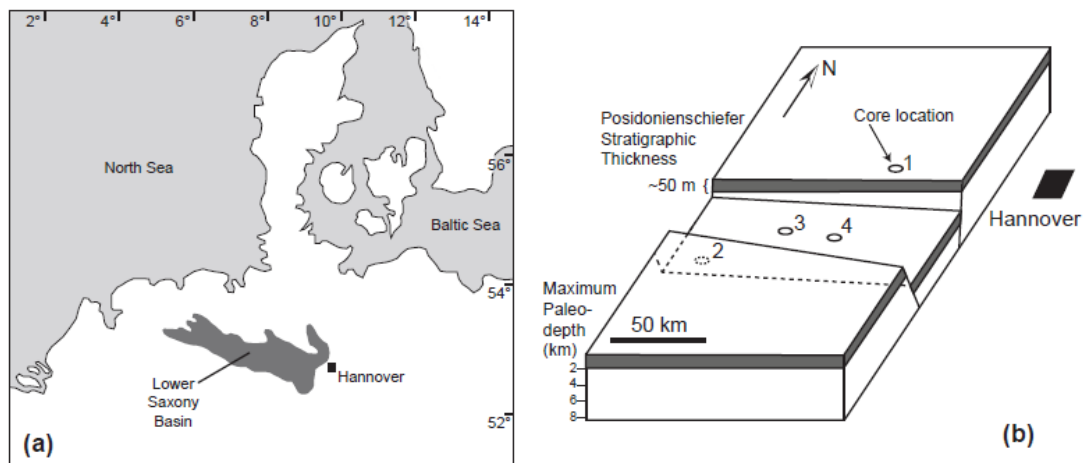 2°
4°
6°
8°
10°
12°
14°
North Sea
56°
Baltic Sea
54°
Lower
Saxony
Basin
Hannover
52°
(a)
N
Posidonienschiefer
Stratigraphic
Thickness
~50 m {
Core location
1
Hannover
3
4
2
Maximum
Paleo-
depth
(km)
50 km
2
4
6
8
(b)